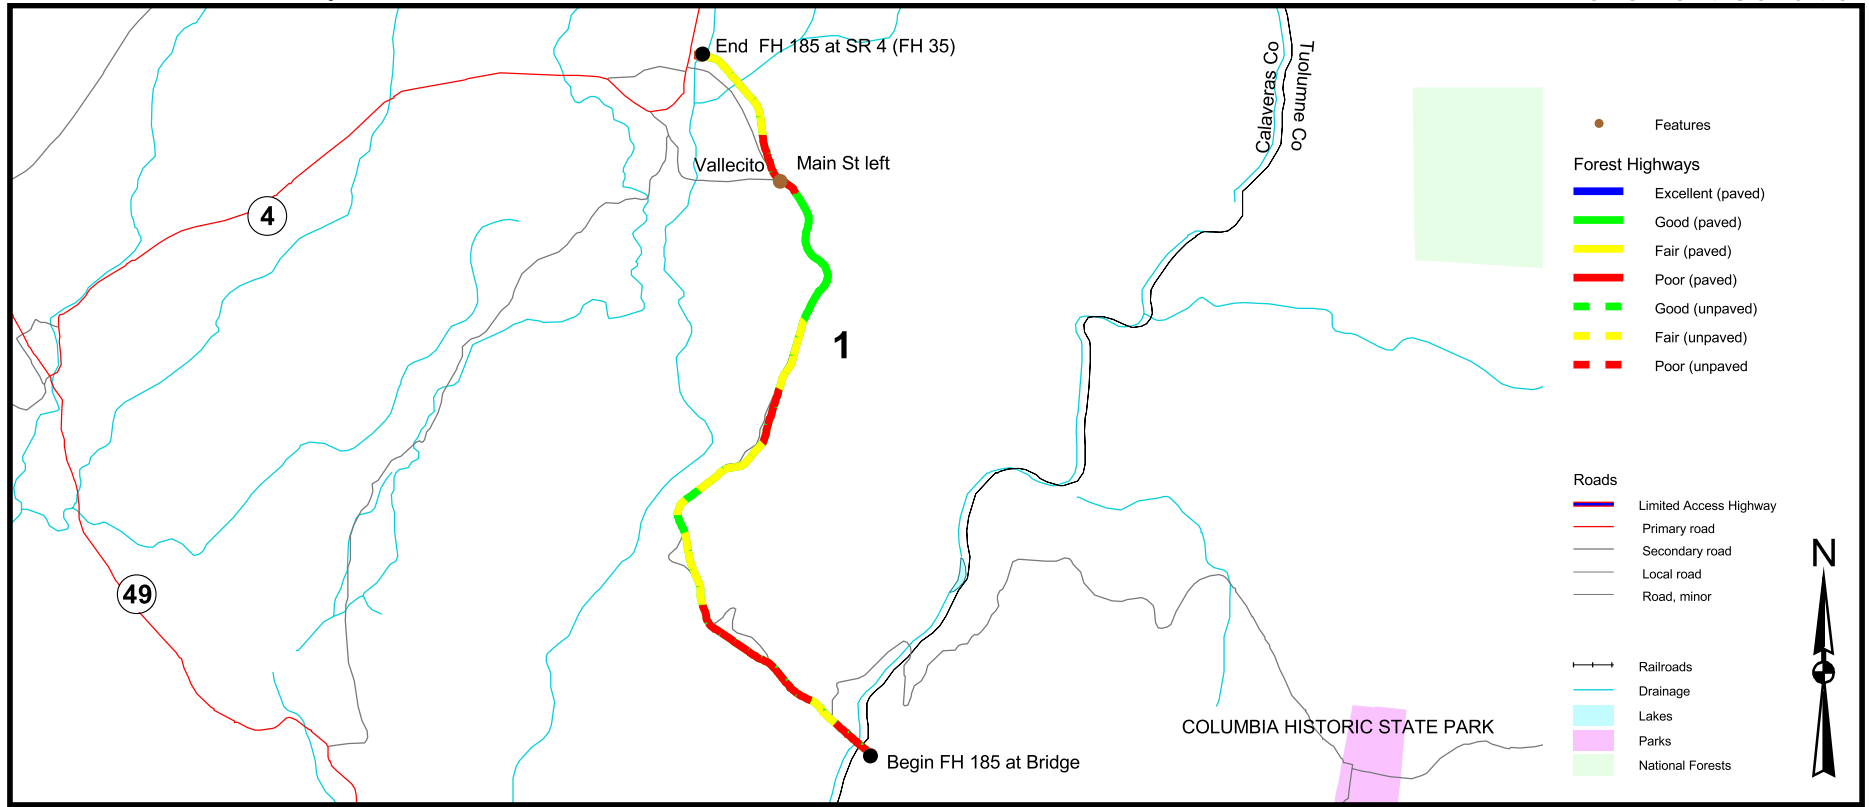 End FH 185 at SR 4 (FH 35)
Calaveras Co
Tuolumne Co
Features
Vallecito
Main St left
Forest Highways
Excellent (paved)
4
Good (paved)
Fair (paved)
Poor (paved)
Good (unpaved)
1
Fair (unpaved)
Poor (unpaved
Roads
Limited Access Highway
Primary road
Secondary road
N
Local road
49
Road, minor
Railroads
Drainage
Lakes
COLUMBIA HISTORIC STATE PARK
Parks
Begin FH 185 at Bridge
National Forests